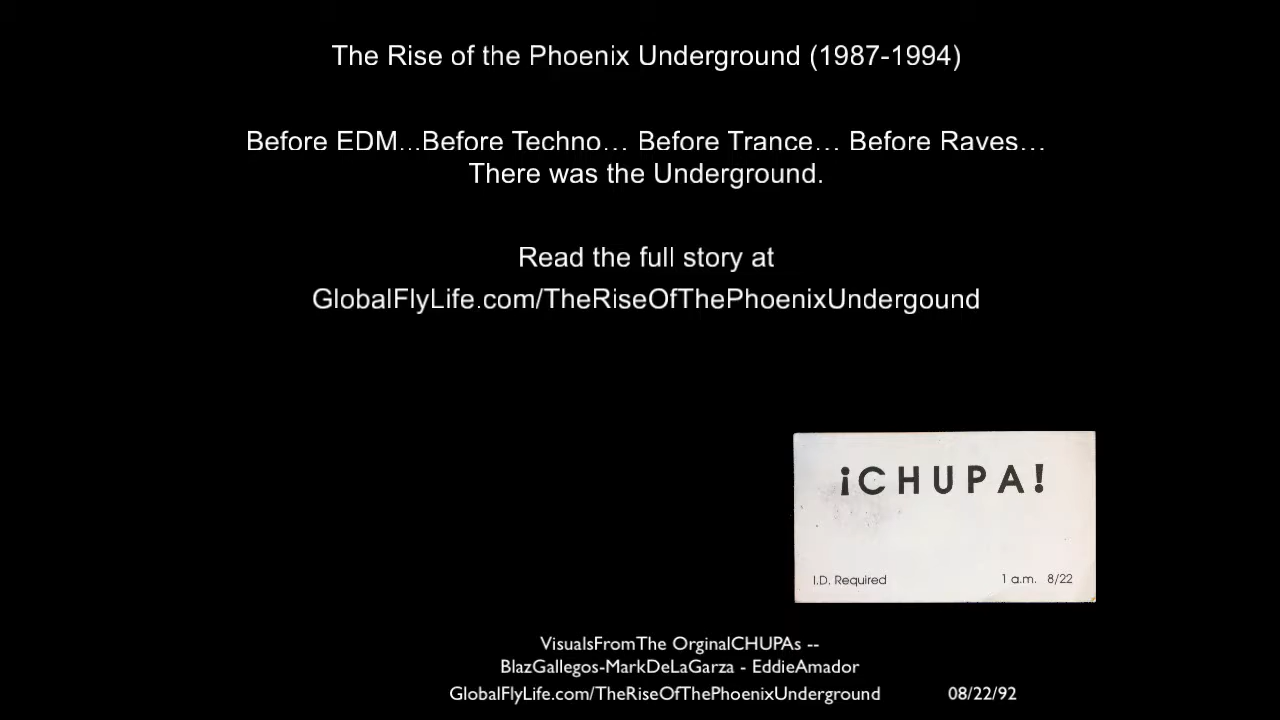 The Rise of the Phoenix Underground (1987-1994)
Before EDM...Before Techno... Before Trance... Before Raves...
There was the Underground.
Read the full story at
GlobalFlyLife.com/TheRiseOfThePhoenixUndergound
¡CHUPA!
I.D. Required 1 a.m. 8/22
VisualsFromThe OrginalCHUPAs --
BlazGallegos-MarkDeLaGarza - EddieAmador
GlobalFlyLife.com/TheRiseOfThePhoenixUnderground 08/22/92